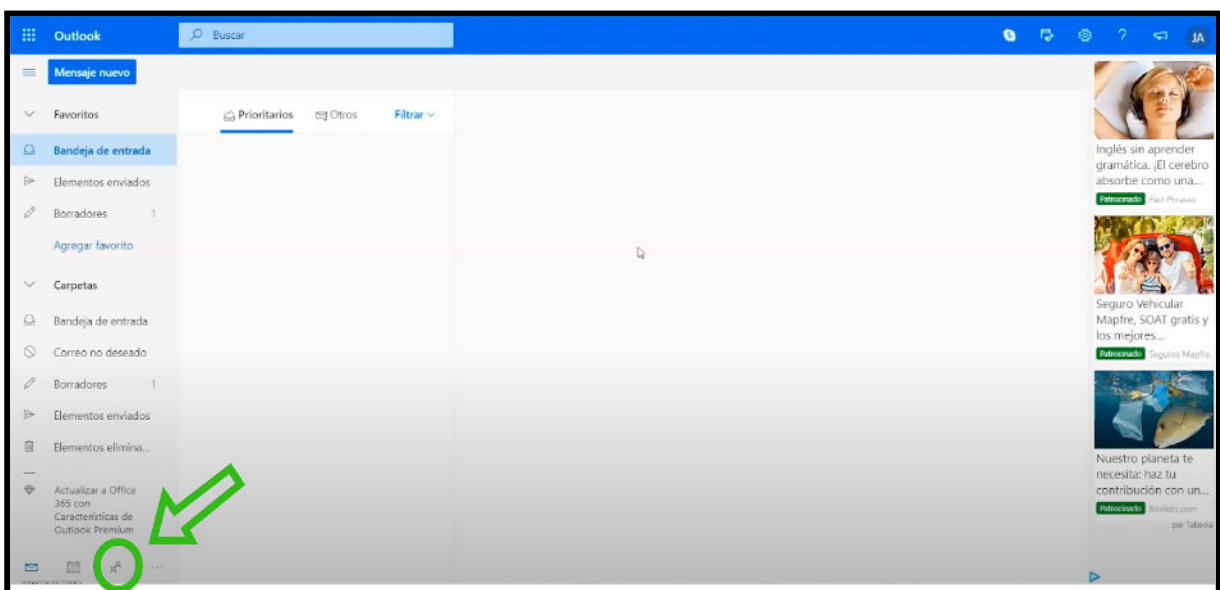 Outlook
Buscar
JA
Mensaje nuevo
Favoritos
Prioritarios
Otros
Filtrar
Bandeja de entrada
Elementos enviados
Borradores 1
Agregar favorito
Carpetas
Bandeja de entrada
Correo no deseado
Borradores 1
Elementos enviados
Elementos elimina...
Actualizar a Office
365 con
Características de
Outlook Premium
Inglés sin aprender
gramática. ¡El cerebro
absorbe como una...
Patrocinado Fast Phrases
Seguro Vehicular
Mapfre, SOAT gratis y
los mejores...
Patrocinado Seguros Mapfre
Nuestro planeta te
necesita: haz tu
contribución con un...
Patrocinado
por Taboola